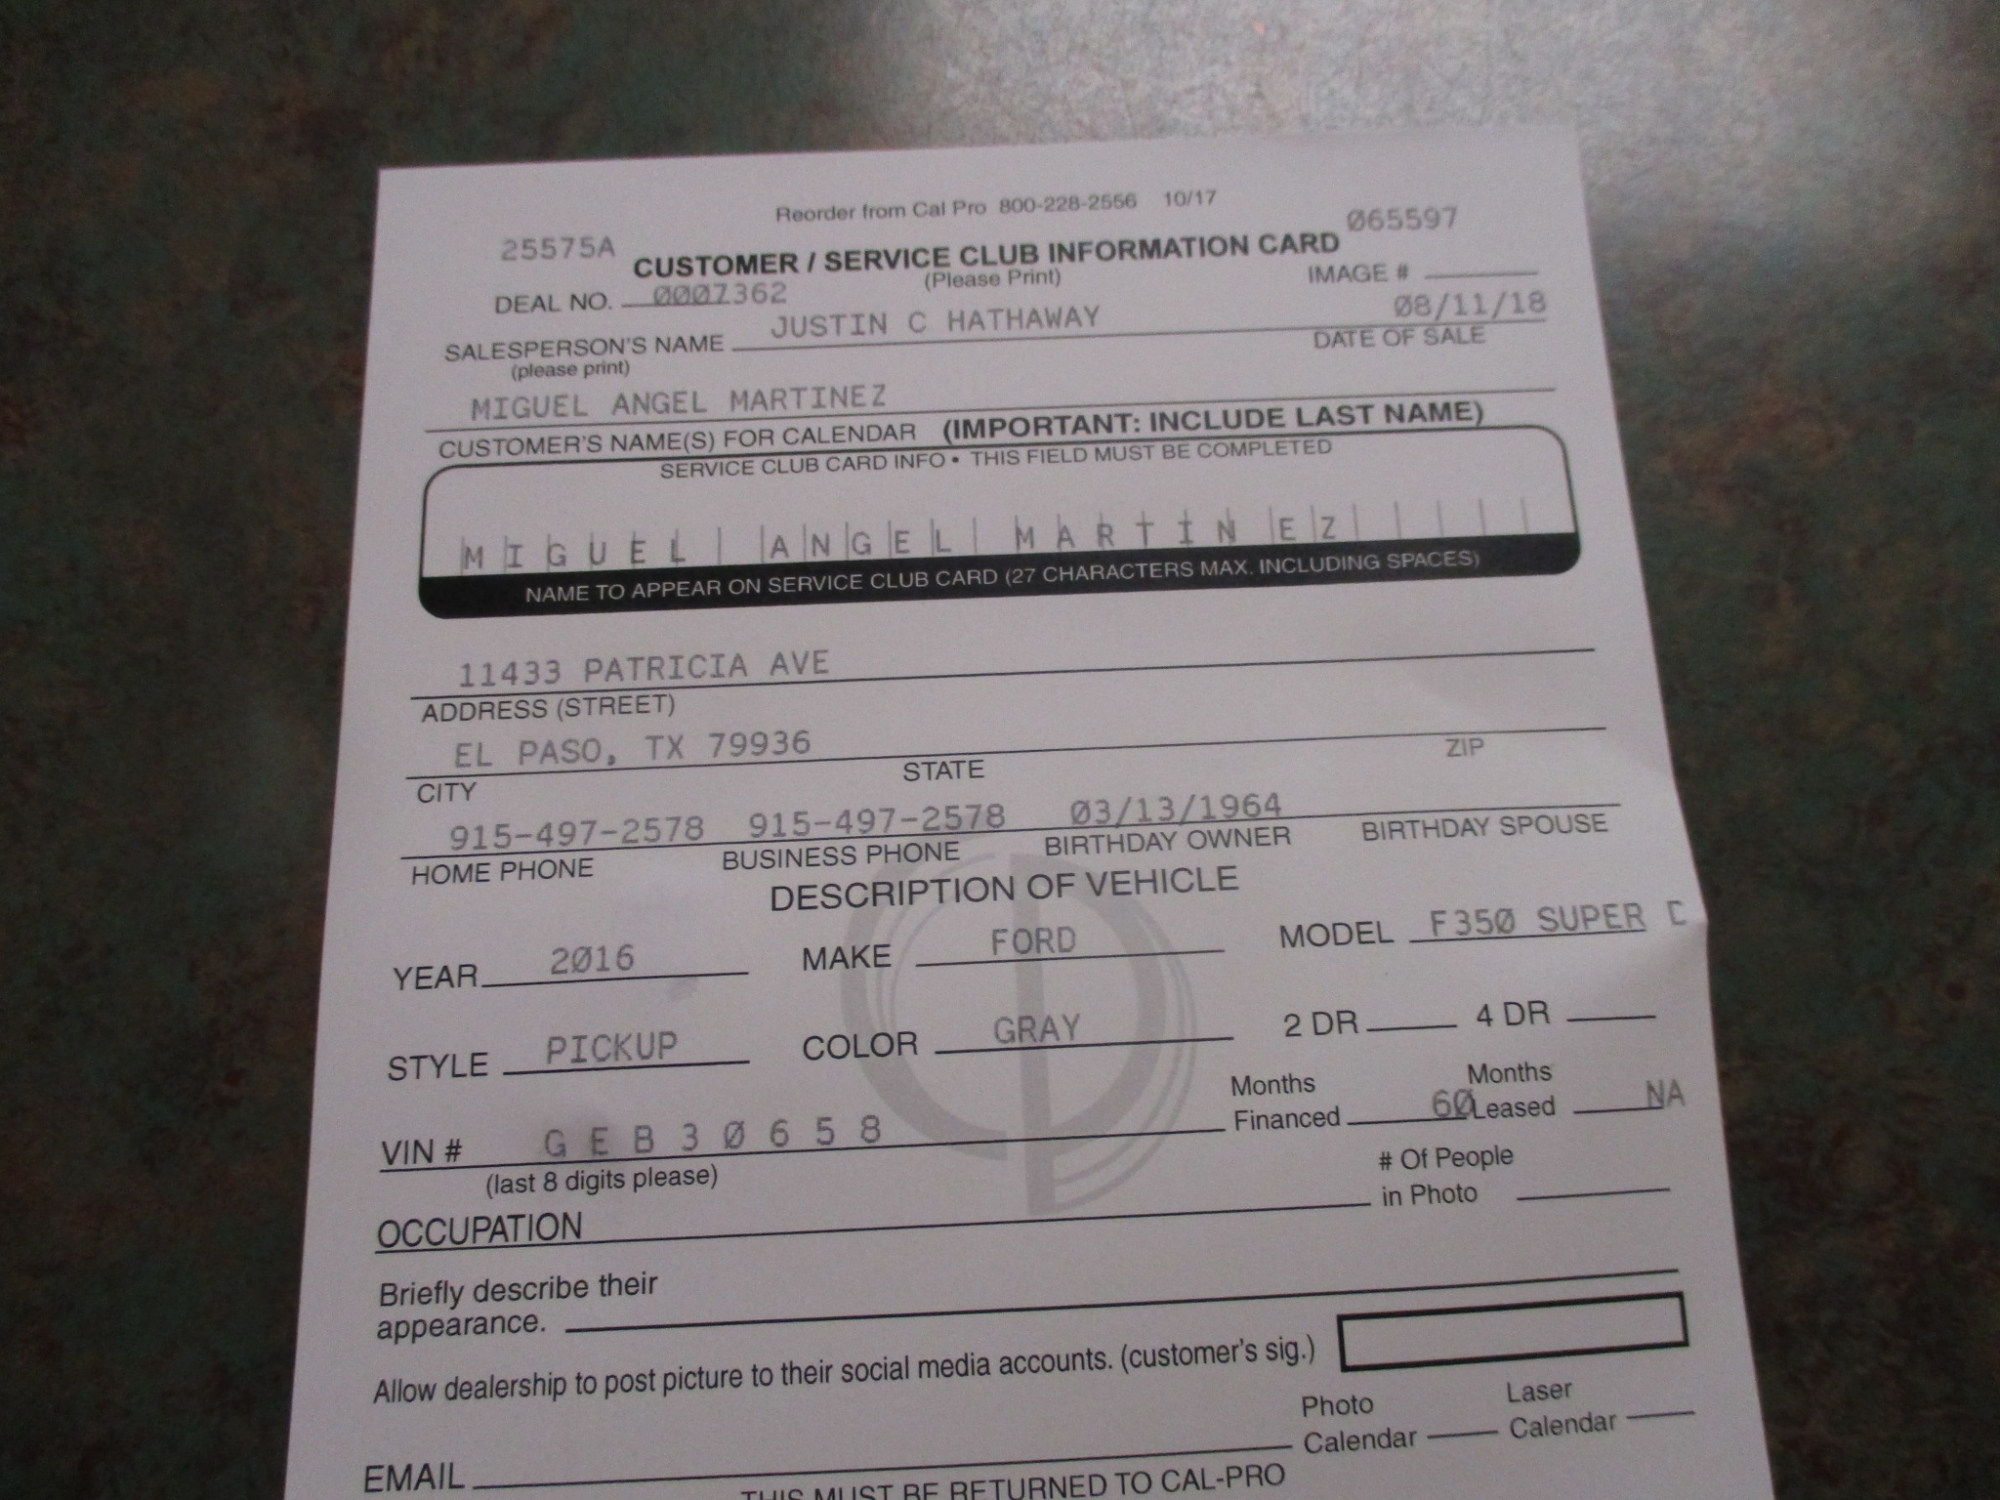 Reorder from Cal Pro 800-228-2556 10/17
25575A CUSTOMER / SERVICE CLUB INFORMATION CARD 065597
(Please Print)
DEAL NO. 0007362 IMAGE #
SALESPERSON'S NAME JUSTIN C HATHAWAY 08/11/18
(please print) DATE OF SALE
MIGUEL ANGEL MARTINEZ
CUSTOMER'S NAME(S) FOR CALENDAR (IMPORTANT: INCLUDE LAST NAME)
SERVICE CLUB CARD INFO • THIS FIELD MUST BE COMPLETED
MIGUEL ANGEL MARTINEZ
NAME TO APPEAR ON SERVICE CLUB CARD (27 CHARACTERS MAX. INCLUDING SPACES)
11433 PATRICIA AVE
ADDRESS (STREET)
EL PASO, TX 79936
CITY STATE ZIP
915-497-2578 915-497-2578 03/13/1964
HOME PHONE BUSINESS PHONE BIRTHDAY OWNER BIRTHDAY SPOUSE
DESCRIPTION OF VEHICLE
YEAR 2016 MAKE FORD MODEL F350 SUPER C
STYLE PICKUP COLOR GRAY 2 DR 4 DR
Months Months
VIN # GEB30658 Financed 60 Leased NA
(last 8 digits please) # Of People
OCCUPATION in Photo
Briefly describe their
appearance.
Allow dealership to post picture to their social media accounts. (customer's sig.)
Photo Laser
EMAIL Calendar Calendar
THIS MUST BE RETURNED TO CAL-PRO